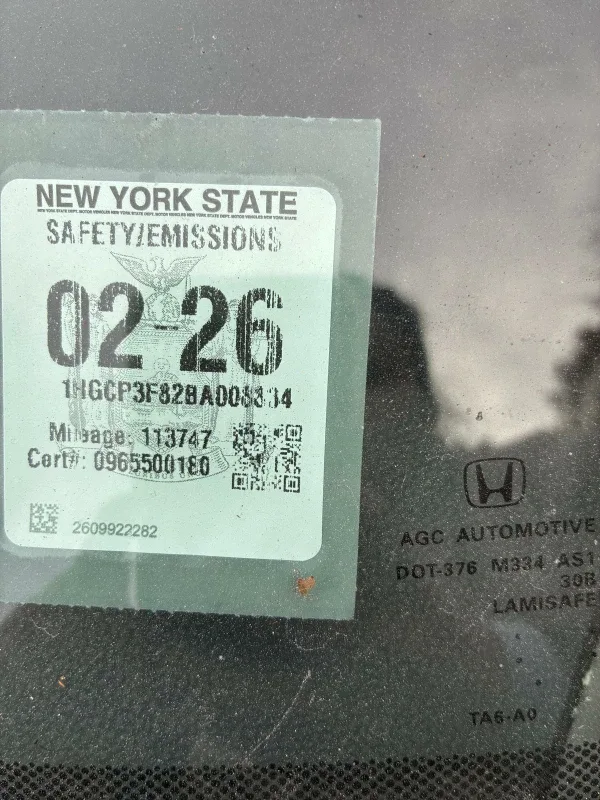 NEW YORK STATE
SAFETY/EMISSIONS
02-26
Mileage: 113747
Cert#: 0965500180
2609922282
AGC AUTOMOTIVE
DOT-376 M334 AS1
30B
LAMISAFE
TA6-A0